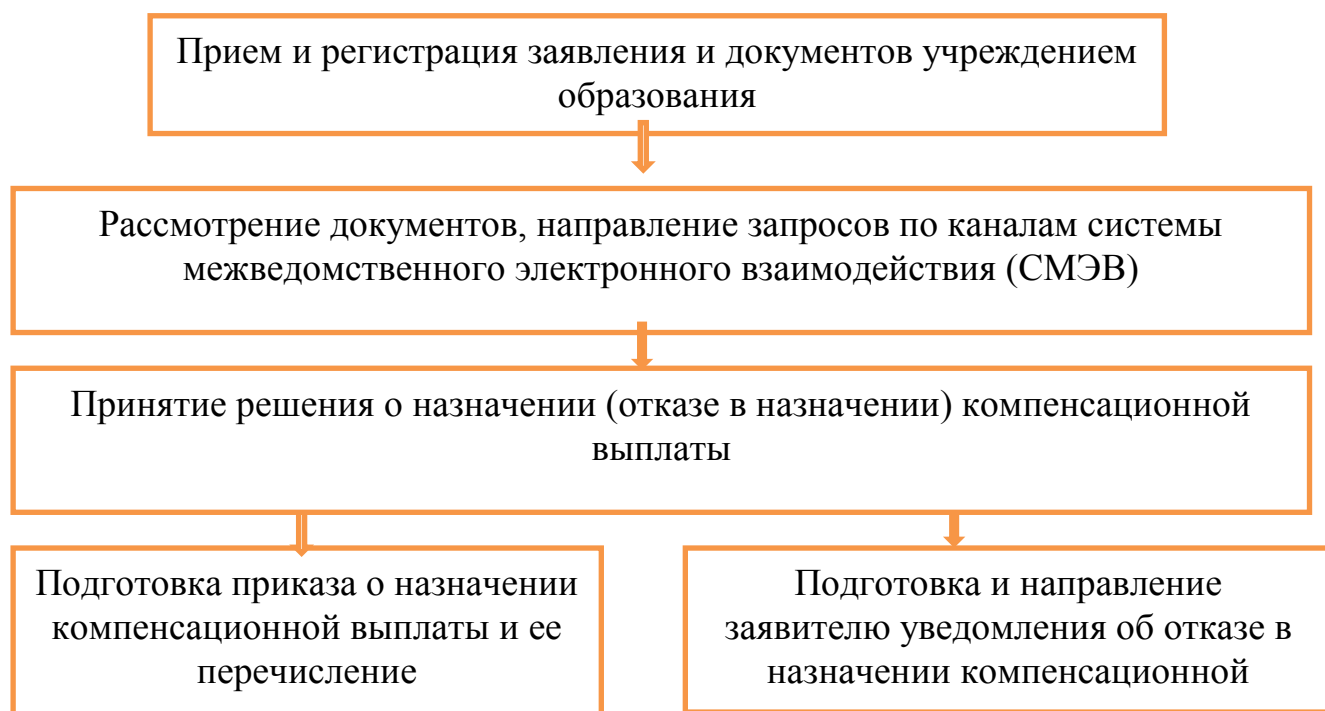 Прием и регистрация заявления и документов учреждением
образования
Рассмотрение документов, направление запросов по каналам системы
межведомственного электронного взаимодействия (СМЭВ)
Принятие решения о назначении (отказе в назначении) компенсационной
выплаты
Подготовка приказа о назначении
компенсационной выплаты и ее
перечисление
Подготовка и направление
заявителю уведомления об отказе в
назначении компенсационной